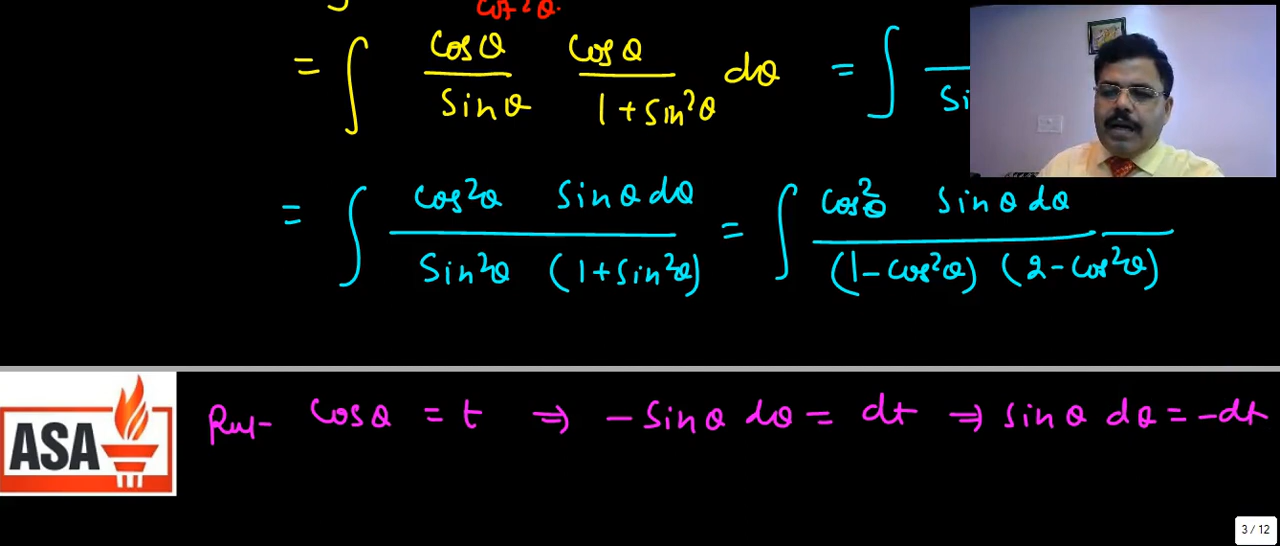 cos²θ.
= ∫ cosθ/sinθ cosθ/(1+sin²θ) dθ = ∫
= ∫ cos²θ sinθ dθ / sin²θ (1+sin²θ) = ∫ cos²θ sinθ dθ / (1-cos²θ) (2-cos²θ)
ASA
Put cosθ = t ⇒ -sinθ dθ = dt ⇒ sinθ dθ = -dt
3 / 12